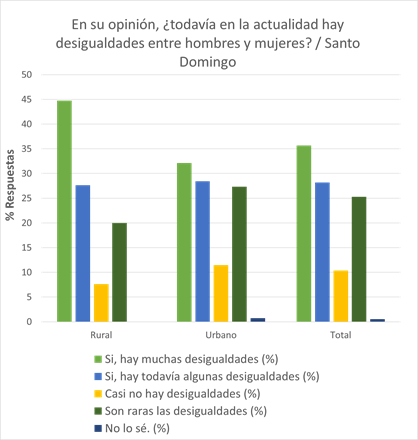 En su opinión, ¿todavía en la actualidad hay
desigualdades entre hombres y mujeres? / Santo
Domingo
50
45
40
35
30
25
20
15
10
5
0
% Respuestas
Rural
Urbano
Total
Si, hay muchas desigualdades (%)
Si, hay todavía algunas desigualdades (%)
Casi no hay desigualdades (%)
Son raras las desigualdades (%)
No lo sé. (%)